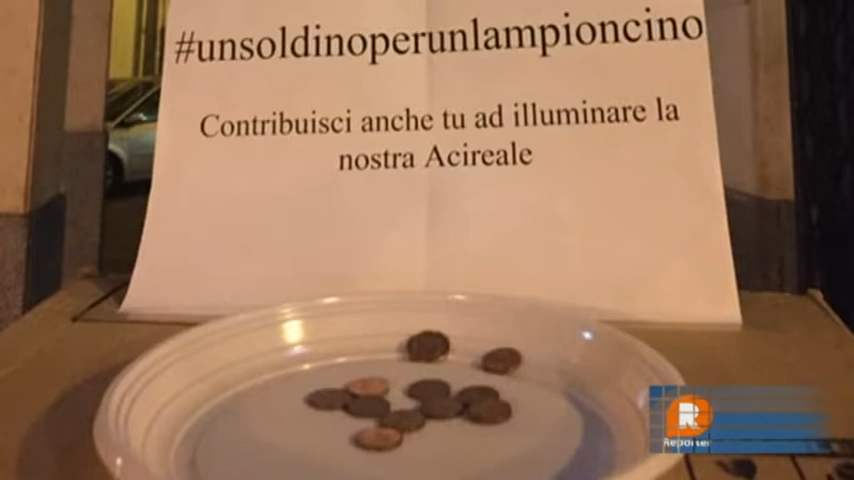 #unsoldinoperunlampioncino
Contribuisci anche tu ad illuminare la
nostra Acireale
R
Reporter